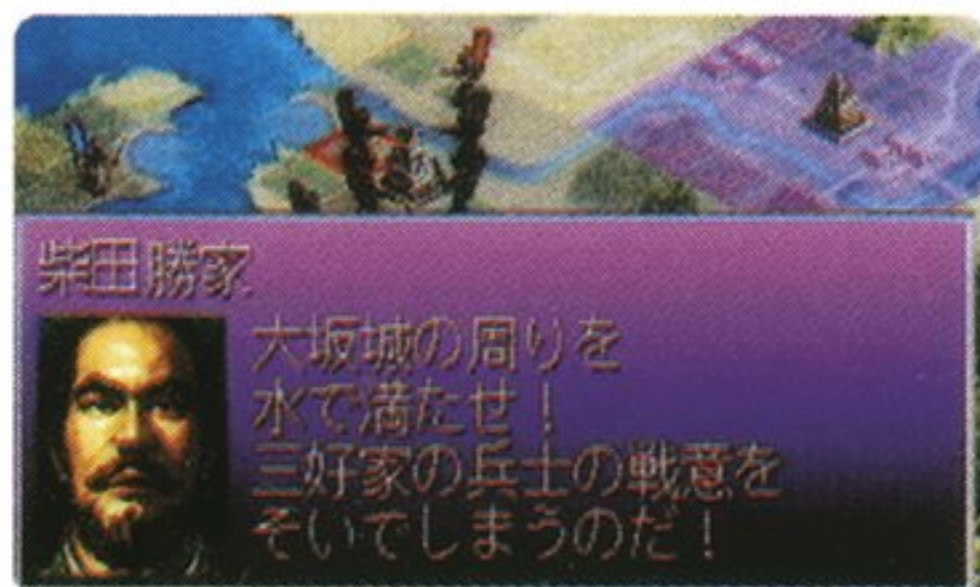 柴田勝家
大坂城の周りを
水で満たせ！
三好家の兵士の戦意を
そいでしまうのだ！